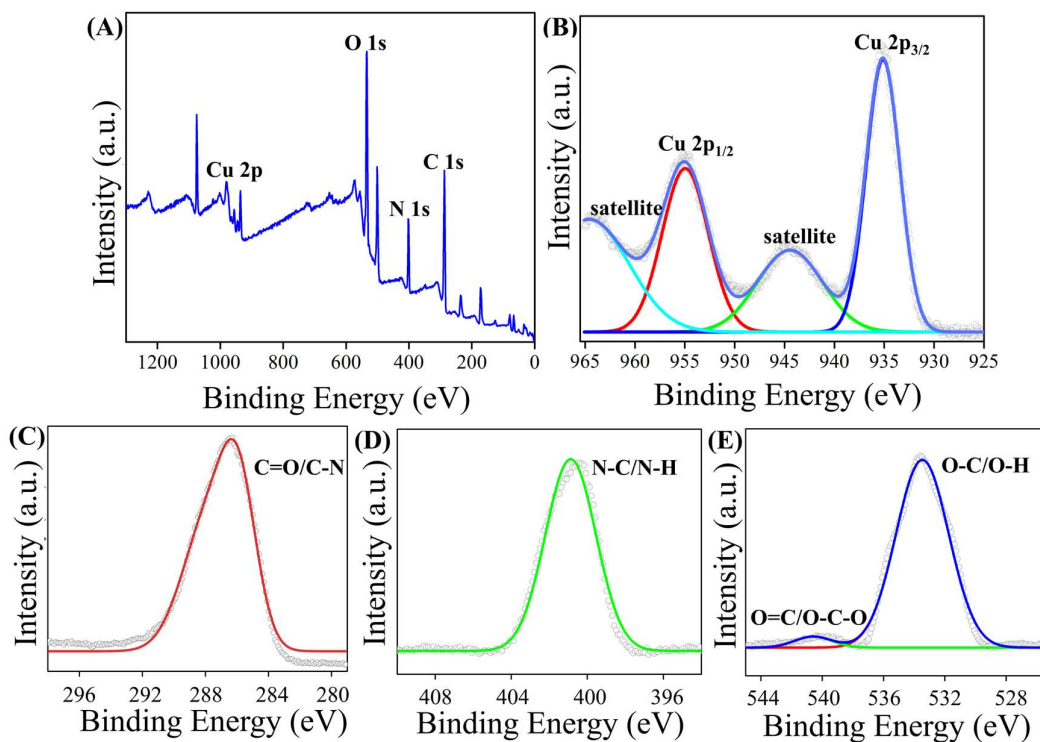 (A)
O 1s
Cu 2p
C 1s
N 1s
Intensity (a.u.)
1200 1000 800 600 400 200 0
Binding Energy (eV)
(B)
Cu 2p3/2
Cu 2p1/2
satellite
satellite
Intensity (a.u.)
965 960 955 950 945 940 935 930 925
Binding Energy (eV)
(C)
C=O/C-N
Intensity (a.u.)
296 292 288 284 280
Binding Energy (eV)
(D)
N-C/N-H
Intensity (a.u.)
408 404 400 396
Binding Energy (eV)
(E)
O-C/O-H
O=C/O-C-O
Intensity (a.u.)
544 540 536 532 528
Binding Energy (eV)